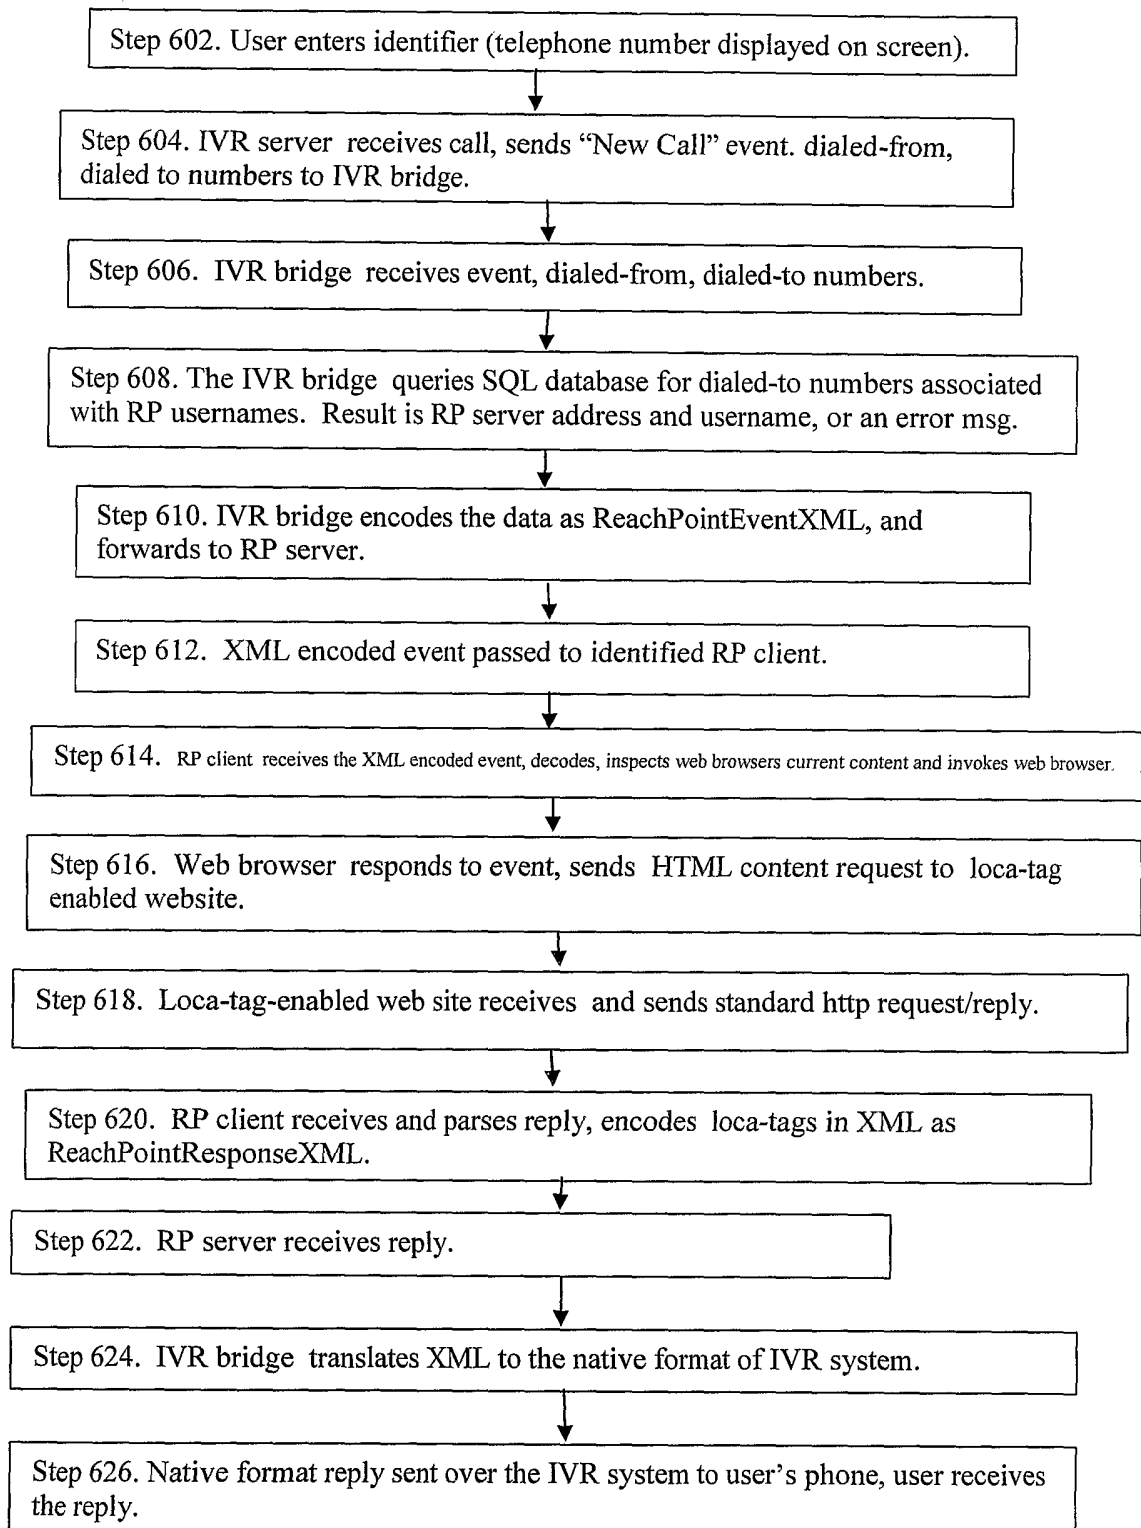 Step 602. User enters identifier (telephone number displayed on screen).
Step 604. IVR server receives call, sends “New Call” event. dialed-from,
dialed to numbers to IVR bridge.
Step 606. IVR bridge receives event, dialed-from, dialed-to numbers.
Step 608. The IVR bridge queries SQL database for dialed-to numbers associated
with RP usernames. Result is RP server address and username, or an error msg.
Step 610. IVR bridge encodes the data as ReachPointEventXML, and
forwards to RP server.
Step 612. XML encoded event passed to identified RP client.
Step 614. RP client receives the XML encoded event, decodes, inspects web browsers current content and invokes web browser.
Step 616. Web browser responds to event, sends HTML content request to loca-tag
enabled website.
Step 618. Loca-tag-enabled web site receives and sends standard http request/reply.
Step 620. RP client receives and parses reply, encodes loca-tags in XML as
ReachPointResponseXML.
Step 622. RP server receives reply.
Step 624. IVR bridge translates XML to the native format of IVR system.
Step 626. Native format reply sent over the IVR system to user’s phone, user receives
the reply.